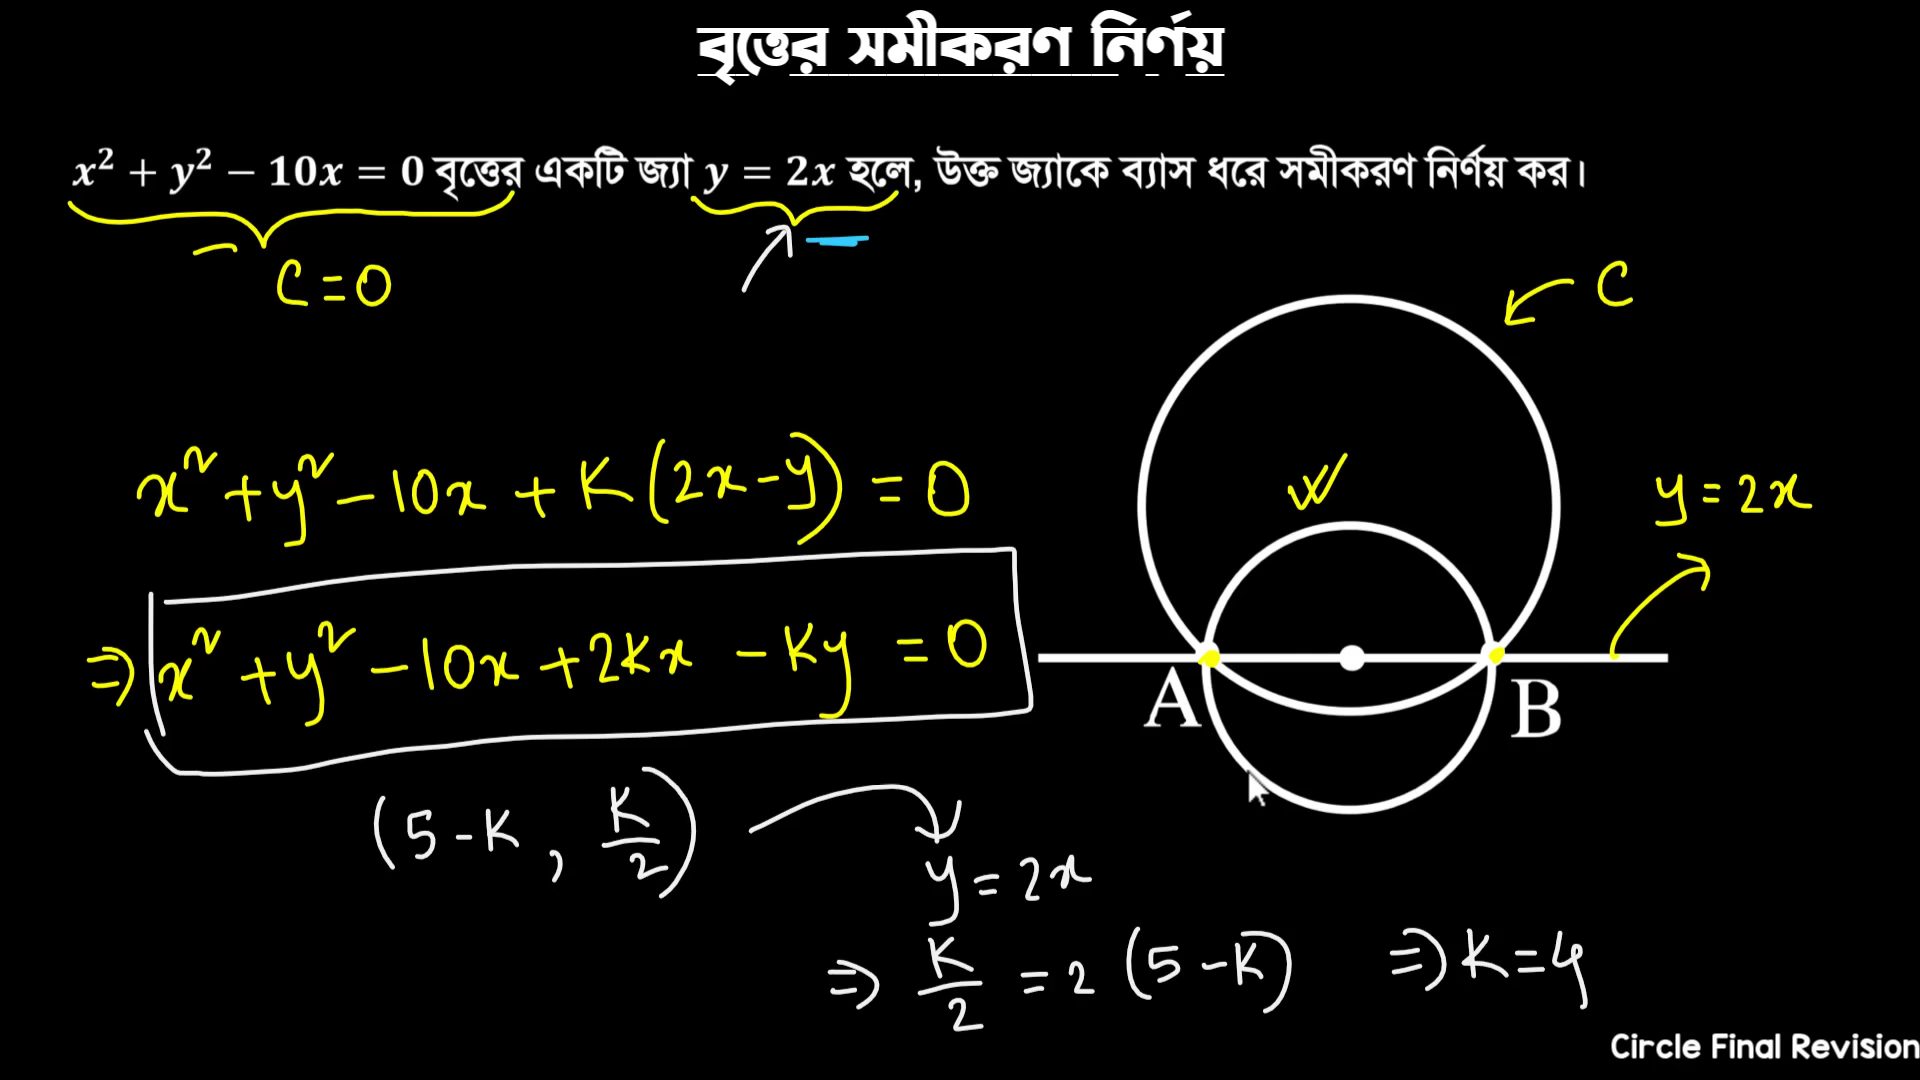 বৃত্তের সমীকরণ নির্ণয়
x² + y² − 10x = 0 বৃত্তের একটি জ্যা y = 2x হলে, উক্ত জ্যাকে ব্যাস ধরে সমীকরণ নির্ণয় কর।
C = 0
C
x² + y² − 10x + K(2x − y) = 0
y = 2x
⇒ x² + y² − 10x + 2Kx − Ky = 0
A
B
(5 − K, K/2)
y = 2x
⇒ K/2 = 2(5 − K) ⇒ K = 4
Circle Final Revision